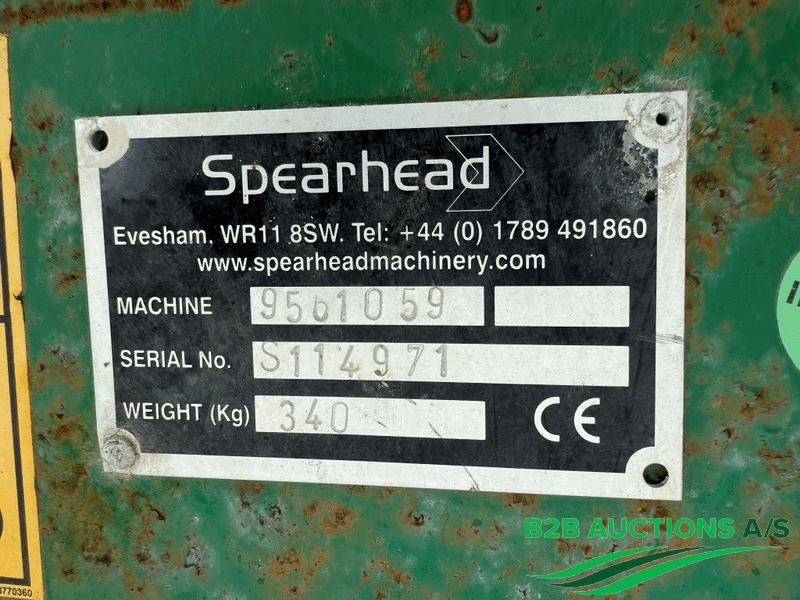 Spearhead
Evesham, WR11 8SW. Tel: +44 (0) 1789 491860
www.spearheadmachinery.com
MACHINE 9561059
SERIAL No. S114971
WEIGHT (Kg) 340
CE
8770360
B2B AUCTIONS A/S